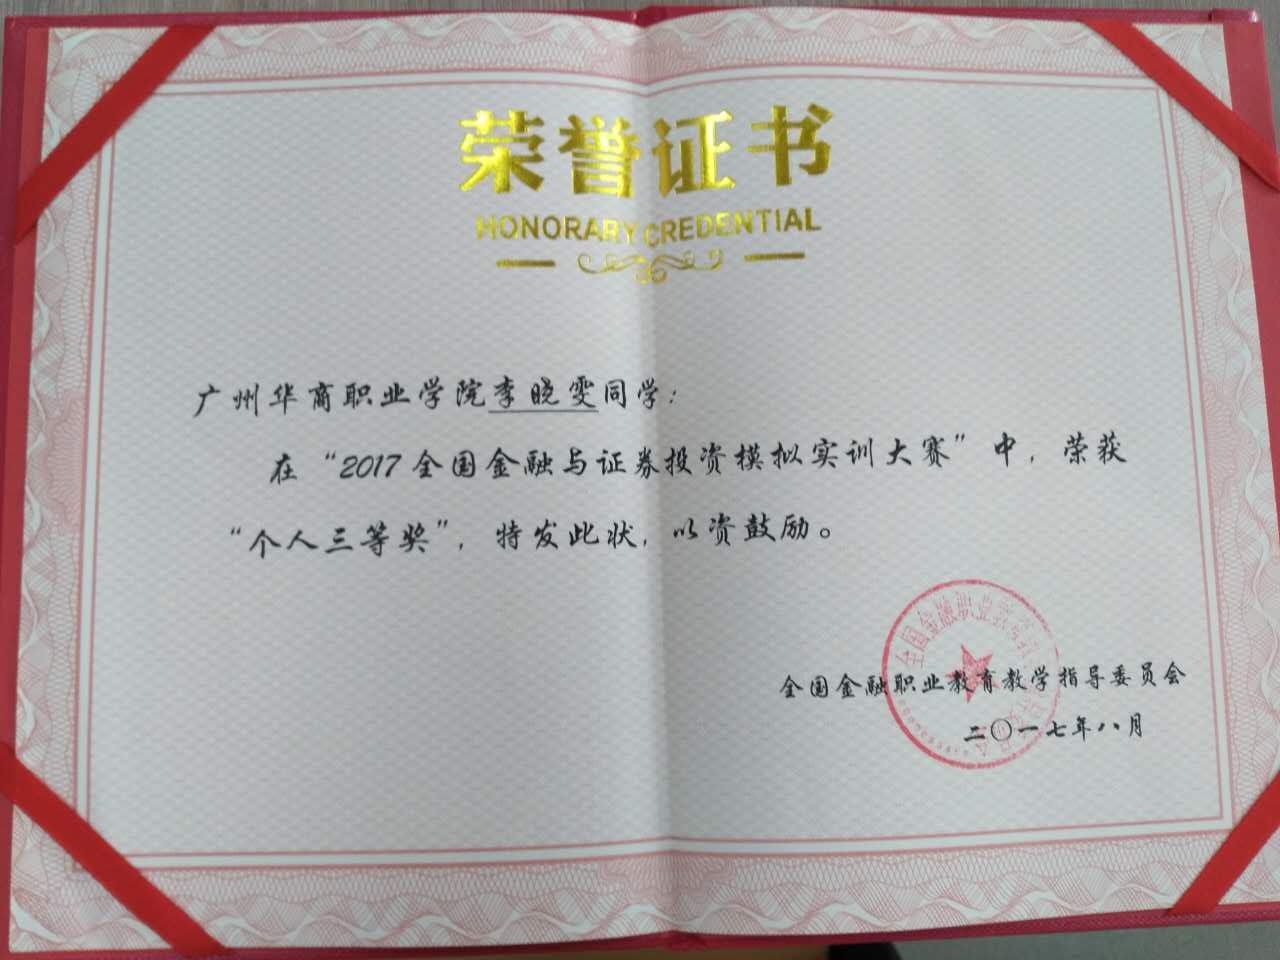 荣誉证书
HONORARY CREDENTIAL
广州华商职业学院李晓雯同学：
在“2017全国金融与证券投资模拟实训大赛”中，荣获
“个人三等奖”，特发此状，以资鼓励。
全国金融职业教育教学指导委员会
二〇一七年八月